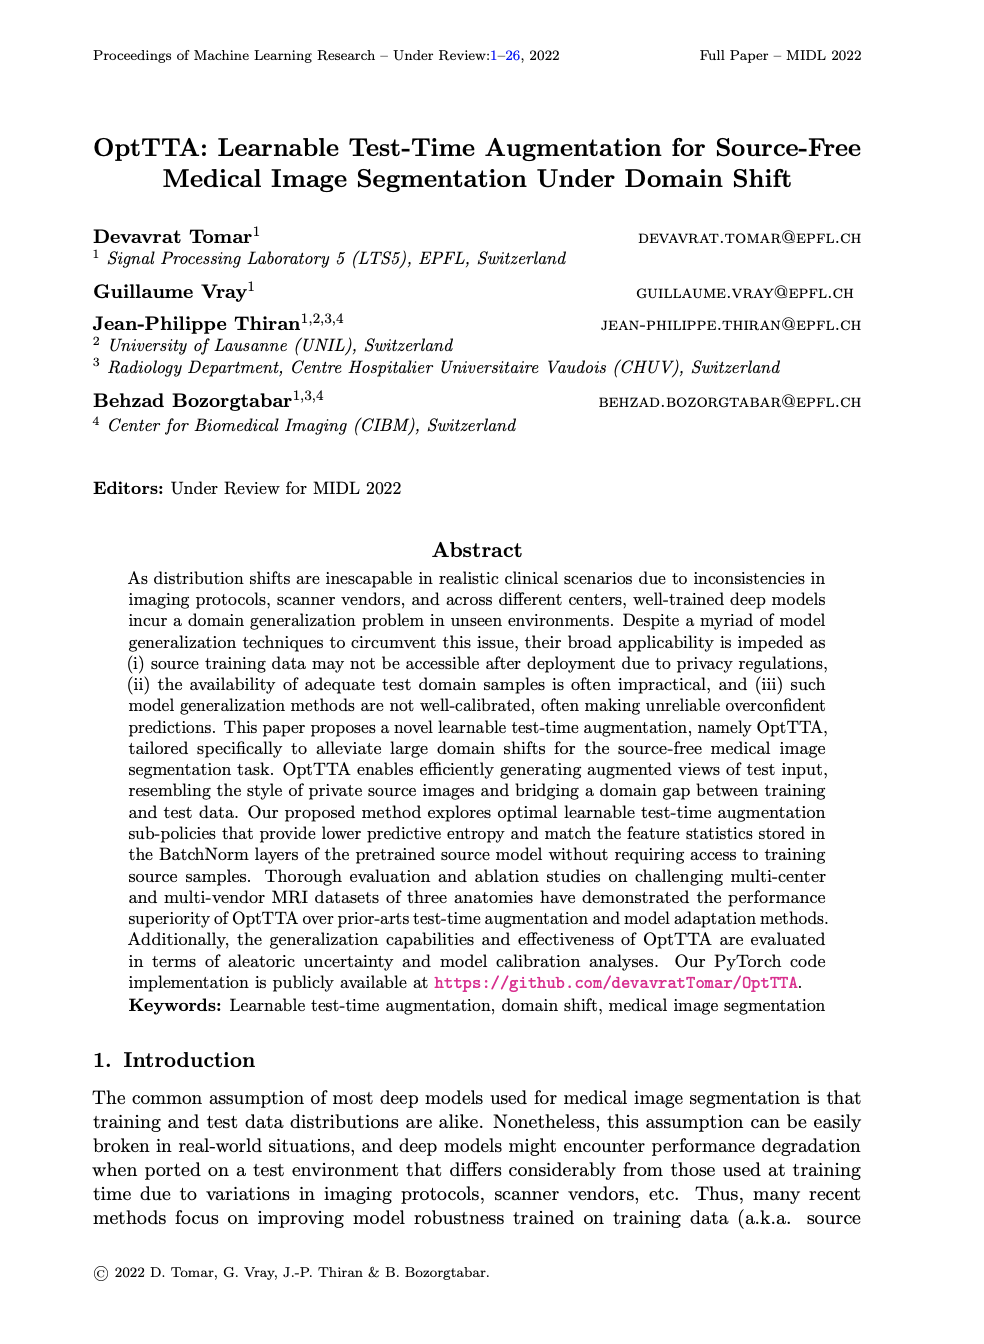 Proceedings of Machine Learning Research – Under Review:1–26, 2022 Full Paper – MIDL 2022
OptTTA: Learnable Test-Time Augmentation for Source-Free
Medical Image Segmentation Under Domain Shift
Devavrat Tomar1 DEVAVRAT.TOMAR@EPFL.CH
1 Signal Processing Laboratory 5 (LTS5), EPFL, Switzerland
Guillaume Vray1 GUILLAUME.VRAY@EPFL.CH
Jean-Philippe Thiran1,2,3,4 JEAN-PHILIPPE.THIRAN@EPFL.CH
2 University of Lausanne (UNIL), Switzerland
3 Radiology Department, Centre Hospitalier Universitaire Vaudois (CHUV), Switzerland
Behzad Bozorgtabar1,3,4 BEHZAD.BOZORGTABAR@EPFL.CH
4 Center for Biomedical Imaging (CIBM), Switzerland
Editors: Under Review for MIDL 2022
Abstract
As distribution shifts are inescapable in realistic clinical scenarios due to inconsistencies in
imaging protocols, scanner vendors, and across different centers, well-trained deep models
incur a domain generalization problem in unseen environments. Despite a myriad of model
generalization techniques to circumvent this issue, their broad applicability is impeded as
(i) source training data may not be accessible after deployment due to privacy regulations,
(ii) the availability of adequate test domain samples is often impractical, and (iii) such
model generalization methods are not well-calibrated, often making unreliable overconfident
predictions. This paper proposes a novel learnable test-time augmentation, namely OptTTA,
tailored specifically to alleviate large domain shifts for the source-free medical image
segmentation task. OptTTA enables efficiently generating augmented views of test input,
resembling the style of private source images and bridging a domain gap between training
and test data. Our proposed method explores optimal learnable test-time augmentation
sub-policies that provide lower predictive entropy and match the feature statistics stored in
the BatchNorm layers of the pretrained source model without requiring access to training
source samples. Thorough evaluation and ablation studies on challenging multi-center
and multi-vendor MRI datasets of three anatomies have demonstrated the performance
superiority of OptTTA over prior-arts test-time augmentation and model adaptation methods.
Additionally, the generalization capabilities and effectiveness of OptTTA are evaluated
in terms of aleatoric uncertainty and model calibration analyses. Our PyTorch code
implementation is publicly available at https://github.com/devavratTomar/OptTTA.
Keywords: Learnable test-time augmentation, domain shift, medical image segmentation
1. Introduction
The common assumption of most deep models used for medical image segmentation is that
training and test data distributions are alike. Nonetheless, this assumption can be easily
broken in real-world situations, and deep models might encounter performance degradation
when ported on a test environment that differs considerably from those used at training
time due to variations in imaging protocols, scanner vendors, etc. Thus, many recent
methods focus on improving model robustness trained on training data (a.k.a. source
© 2022 D. Tomar, G. Vray, J.-P. Thiran & B. Bozorgtabar.